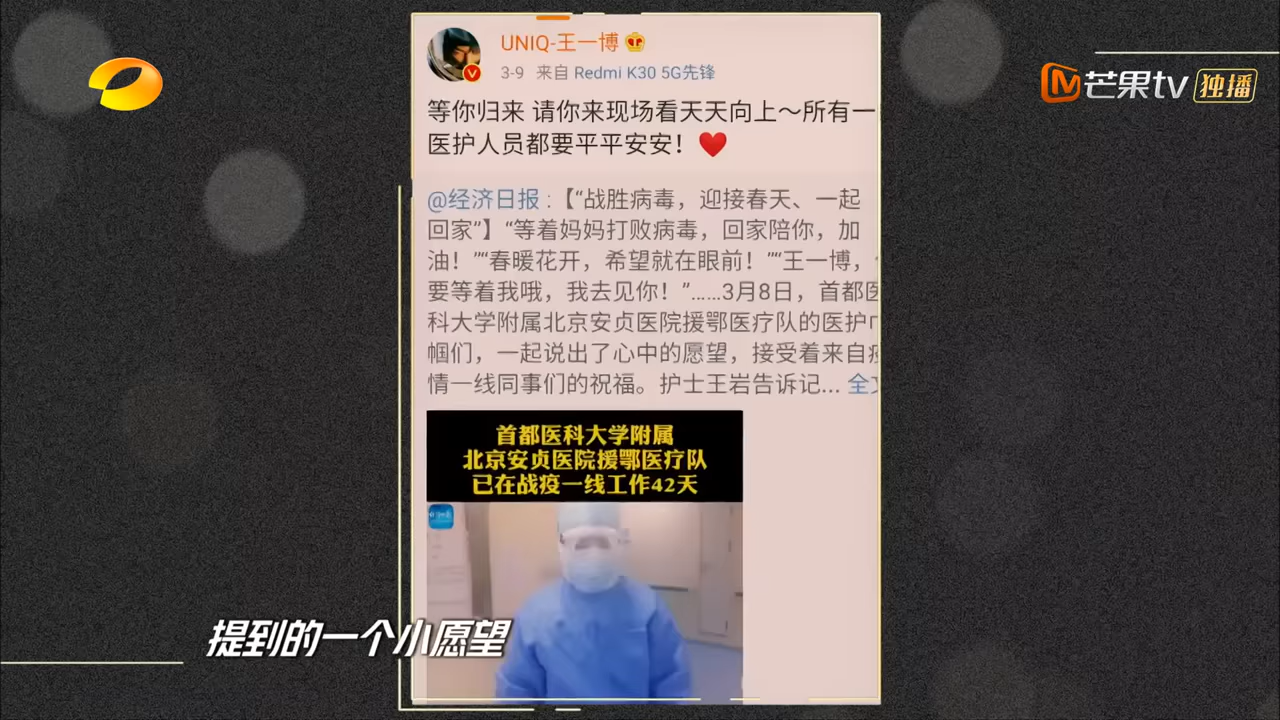 UNIQ-王一博
3-9 来自 Redmi K30 5G先锋
等你归来 请你来现场看天天向上～所有一
医护人员都要平平安安！❤️
@经济日报：【“战胜病毒，迎接春天、一起
回家”】“等着妈妈打败病毒，回家陪你，加
油！”“春暖花开，希望就在眼前！”“王一博，
要等着我哦，我去见你！”……3月8日，首都医
科大学附属北京安贞医院援鄂医疗队的医护
帼们，一起说出了心中的愿望，接受着来自
情一线同事们的祝福。护士王岩告诉记... 全
首都医科大学附属
北京安贞医院援鄂医疗队
已在战疫一线工作42天
提到的一个小愿望
芒果tv 独播